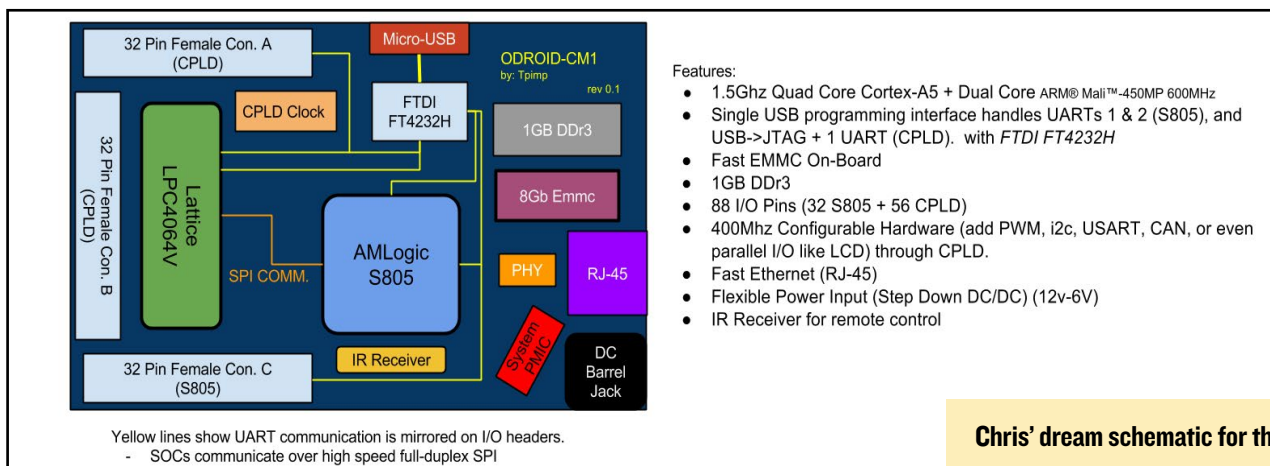 32 Pin Female Con. A
(CPLD)
Micro-USB
ODROID-CM1
by: Tpimp
rev 0.1
CPLD Clock
FTDI
FT4232H
1GB DDr3
32 Pin Female Con. B
(CPLD)
Lattice
LPC4064V
8Gb Emmc
AMLogic
S805
SPI COMM.
PHY
RJ-45
System
PMIC
IR Receiver
DC
Barrel
Jack
32 Pin Female Con. C
(S805)
Yellow lines show UART communication is mirrored on I/O headers.
- SOCs communicate over high speed full-duplex SPI
Features:
● 1.5Ghz Quad Core Cortex-A5 + Dual Core ARM® Mali™-450MP 600MHz
● Single USB programming interface handles UARTs 1 & 2 (S805), and
USB->JTAG + 1 UART (CPLD). with FTDI FT4232H
● Fast EMMC On-Board
● 1GB DDr3
● 88 I/O Pins (32 S805 + 56 CPLD)
● 400Mhz Configurable Hardware (add PWM, i2c, USART, CAN, or even
parallel I/O like LCD) through CPLD.
● Fast Ethernet (RJ-45)
● Flexible Power Input (Step Down DC/DC) (12v-6V)
● IR Receiver for remote control
Chris' dream schematic for th